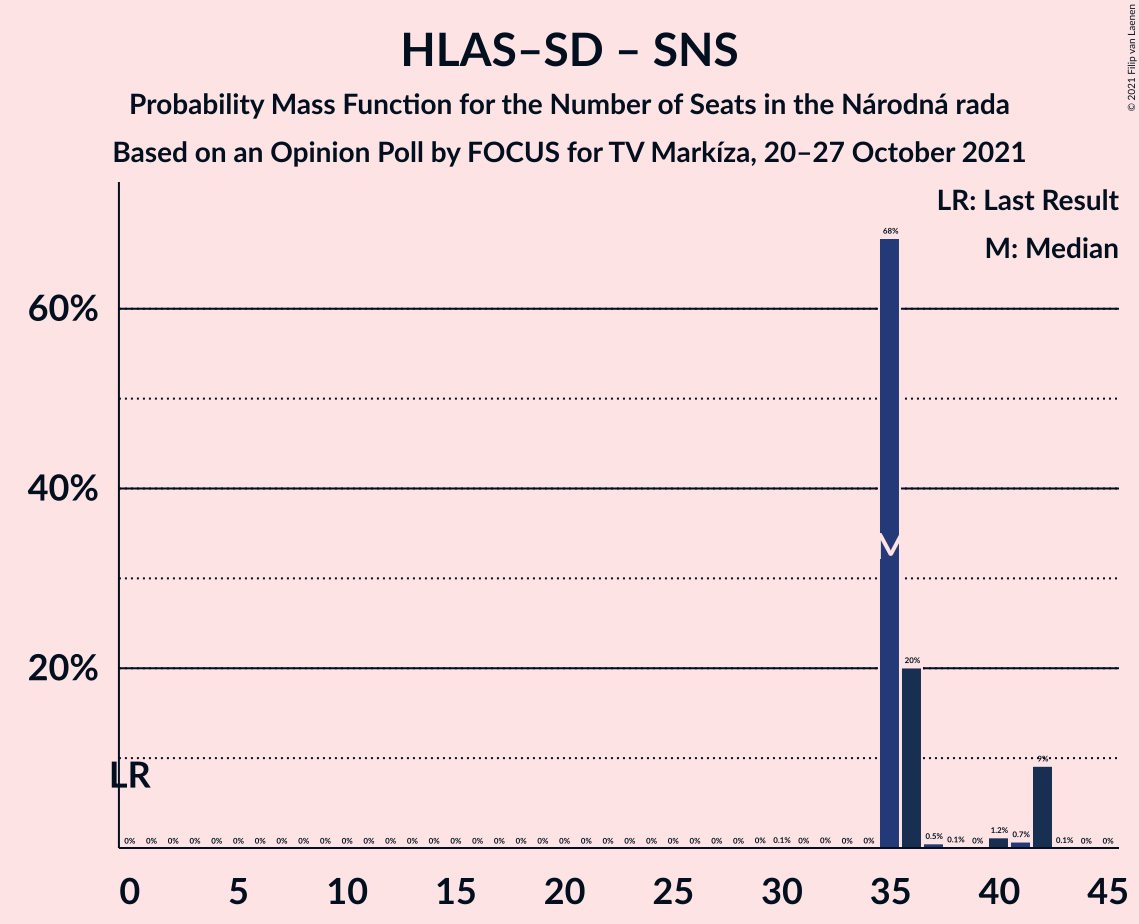 HLAS–SD – SNS
Probability Mass Function for the Number of Seats in the Národná rada
Based on an Opinion Poll by FOCUS for TV Markíza, 20–27 October 2021
© 2021 Filip van Laenen
LR: Last Result
M: Median
60%
40%
20%
LR
M
0% 0% 0% 0% 0% 0% 0% 0% 0% 0% 0% 0% 0% 0% 0% 0% 0% 0% 0% 0% 0% 0% 0% 0% 0% 0% 0% 0% 0% 0% 0.1% 0% 0% 0% 0% 68% 20% 0.5% 0.1% 0% 1.2% 0.7% 9% 0.1% 0% 0%
0 5 10 15 20 25 30 35 40 45